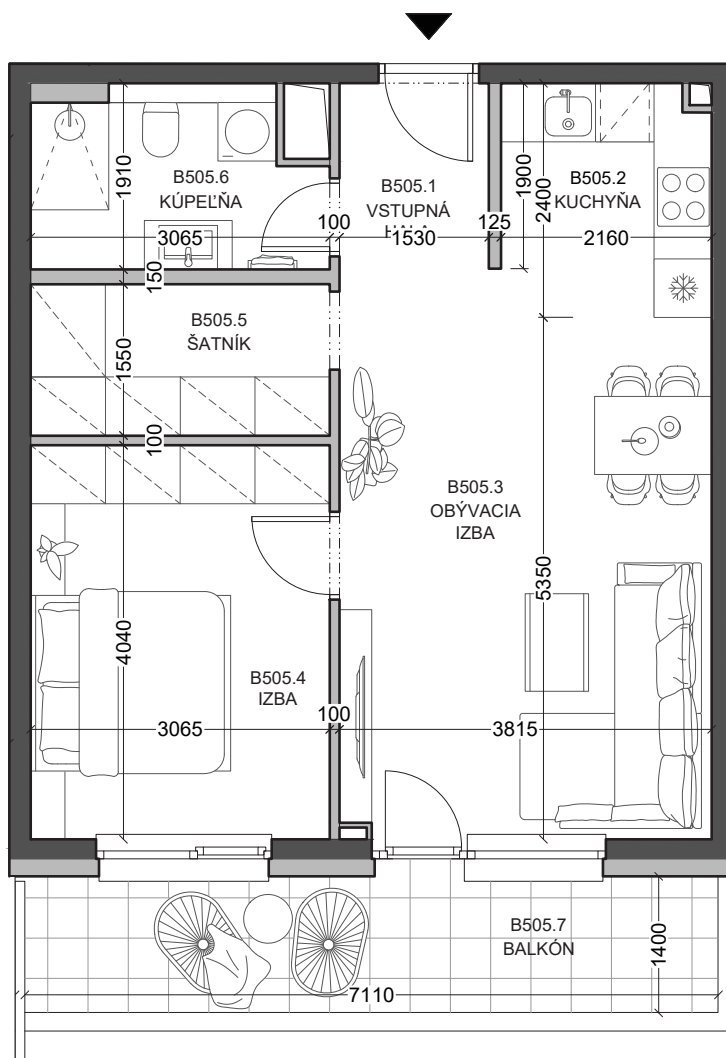 B505.6
KÚPEĽŇA
1910
3065
100
B505.1
VSTUPNÁ
HALA
1530
125
1900
2400
B505.2
KUCHYŇA
2160
150
B505.5
ŠATNÍK
1550
100
B505.3
OBÝVACIA
IZBA
5350
4040
B505.4
IZBA
3065
100
3815
B505.7
BALKÓN
1400
7110